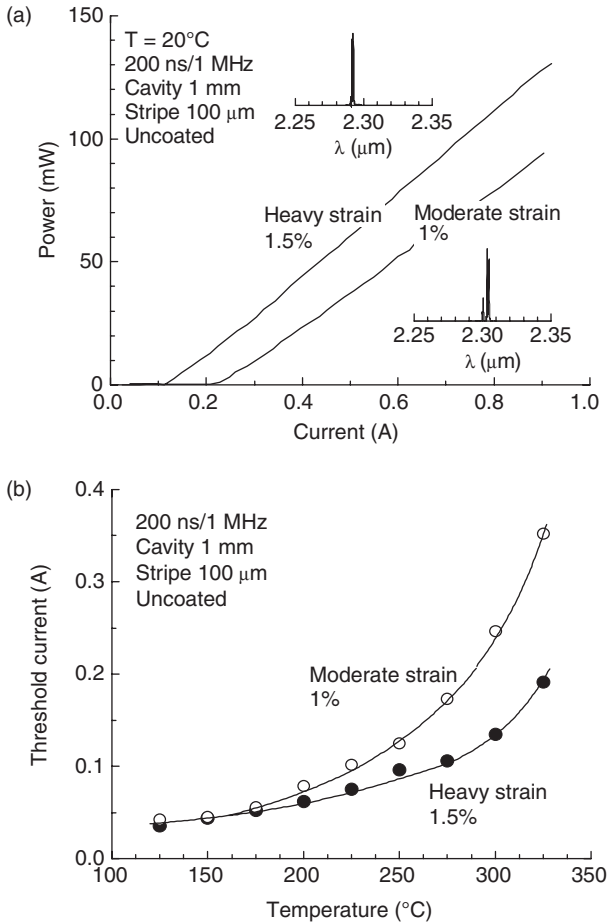 (a)
150
100
50
0
Power (mW)
T = 20°C
200 ns/1 MHz
Cavity 1 mm
Stripe 100 μm
Uncoated
2.25 2.30 2.35
λ (μm)
Heavy strain
1.5%
Moderate strain
1%
2.25 2.30 2.35
λ (μm)
0.0 0.2 0.4 0.6 0.8 1.0
Current (A)
(b)
0.4
0.3
0.2
0.1
0.0
Threshold current (A)
200 ns/1 MHz
Cavity 1 mm
Stripe 100 μm
Uncoated
Moderate strain
1%
Heavy strain
1.5%
100 150 200 250 300 350
Temperature (°C)